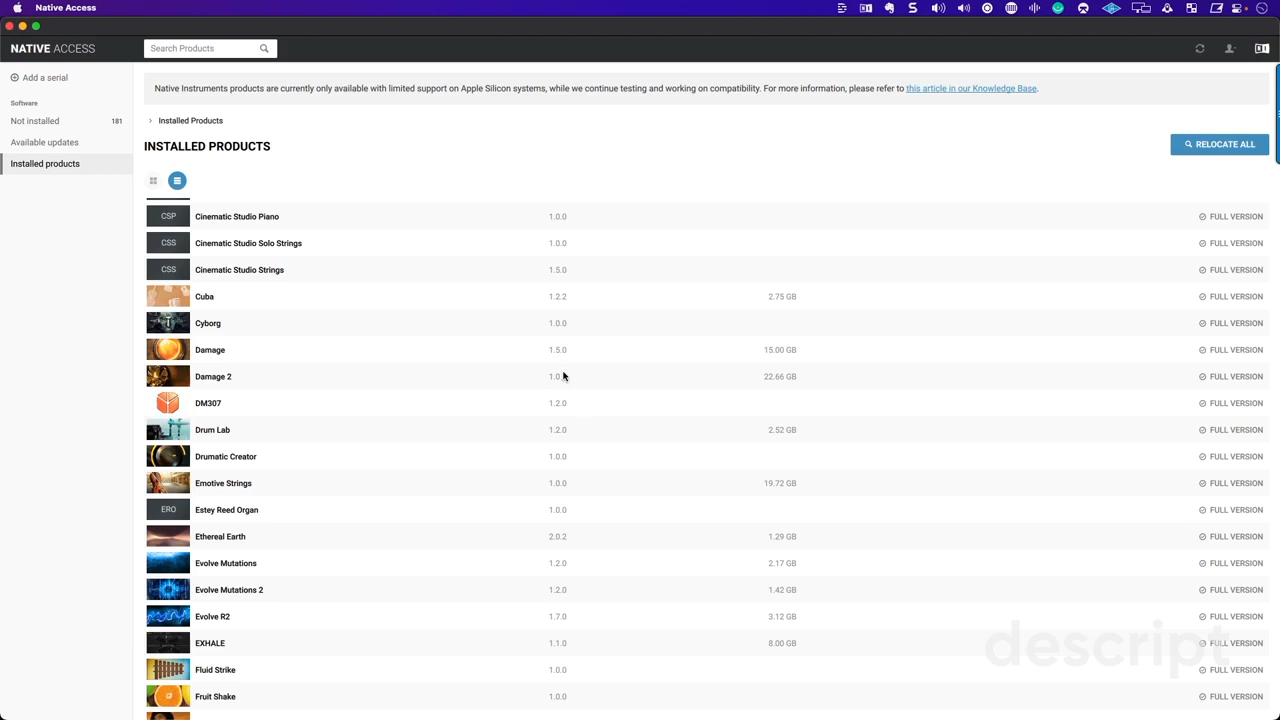 NATIVE ACCESS
Search Products
Add a serial
Software
Not installed 181
Available updates
Installed products
Native Instruments products are currently only available with limited support on Apple Silicon systems, while we continue testing and working on compatibility. For more information, please refer to this article in our Knowledge Base.
Installed Products
INSTALLED PRODUCTS
RELOCATE ALL
CSP Cinematic Studio Piano 1.0.0 FULL VERSION
CSS Cinematic Studio Solo Strings 1.0.0 FULL VERSION
CSS Cinematic Studio Strings 1.5.0 FULL VERSION
Cuba 1.2.2 2.75 GB FULL VERSION
Cyborg 1.0.0 FULL VERSION
Damage 1.5.0 15.00 GB FULL VERSION
Damage 2 22.66 GB FULL VERSION
DM307 1.2.0 FULL VERSION
Drum Lab 1.2.0 2.52 GB FULL VERSION
Drumatic Creator 1.0.0 FULL VERSION
Emotive Strings 1.0.0 19.72 GB FULL VERSION
ERO Estey Reed Organ 1.0.0 FULL VERSION
Ethereal Earth 2.0.2 1.29 GB FULL VERSION
Evolve Mutations 1.2.0 2.17 GB FULL VERSION
Evolve Mutations 2 1.2.0 1.42 GB FULL VERSION
Evolve R2 1.7.0 3.12 GB FULL VERSION
EXHALE 1.1.0 8.00 GB FULL VERSION
Fluid Strike 1.0.0 FULL VERSION
Fruit Shake 1.0.0 FULL VERSION
descript